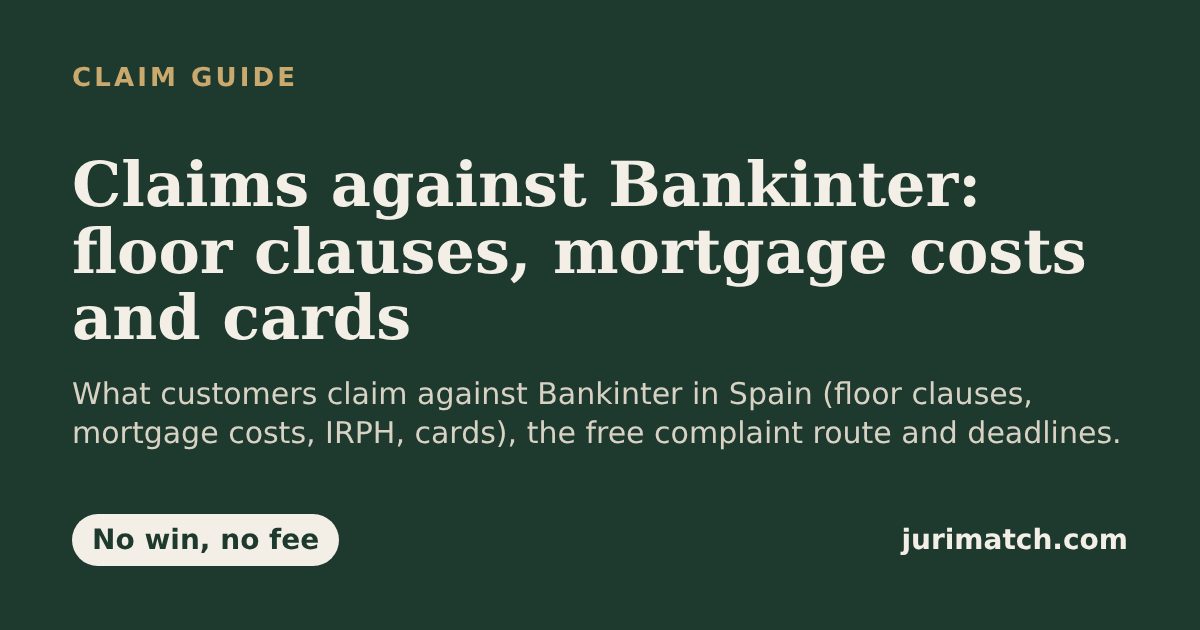 CLAIM GUIDE
Claims against Bankinter:
floor clauses, mortgage costs
and cards
What customers claim against Bankinter in Spain (floor clauses,
mortgage costs, IRPH, cards), the free complaint route and deadlines.
No win, no fee
jurimatch.com